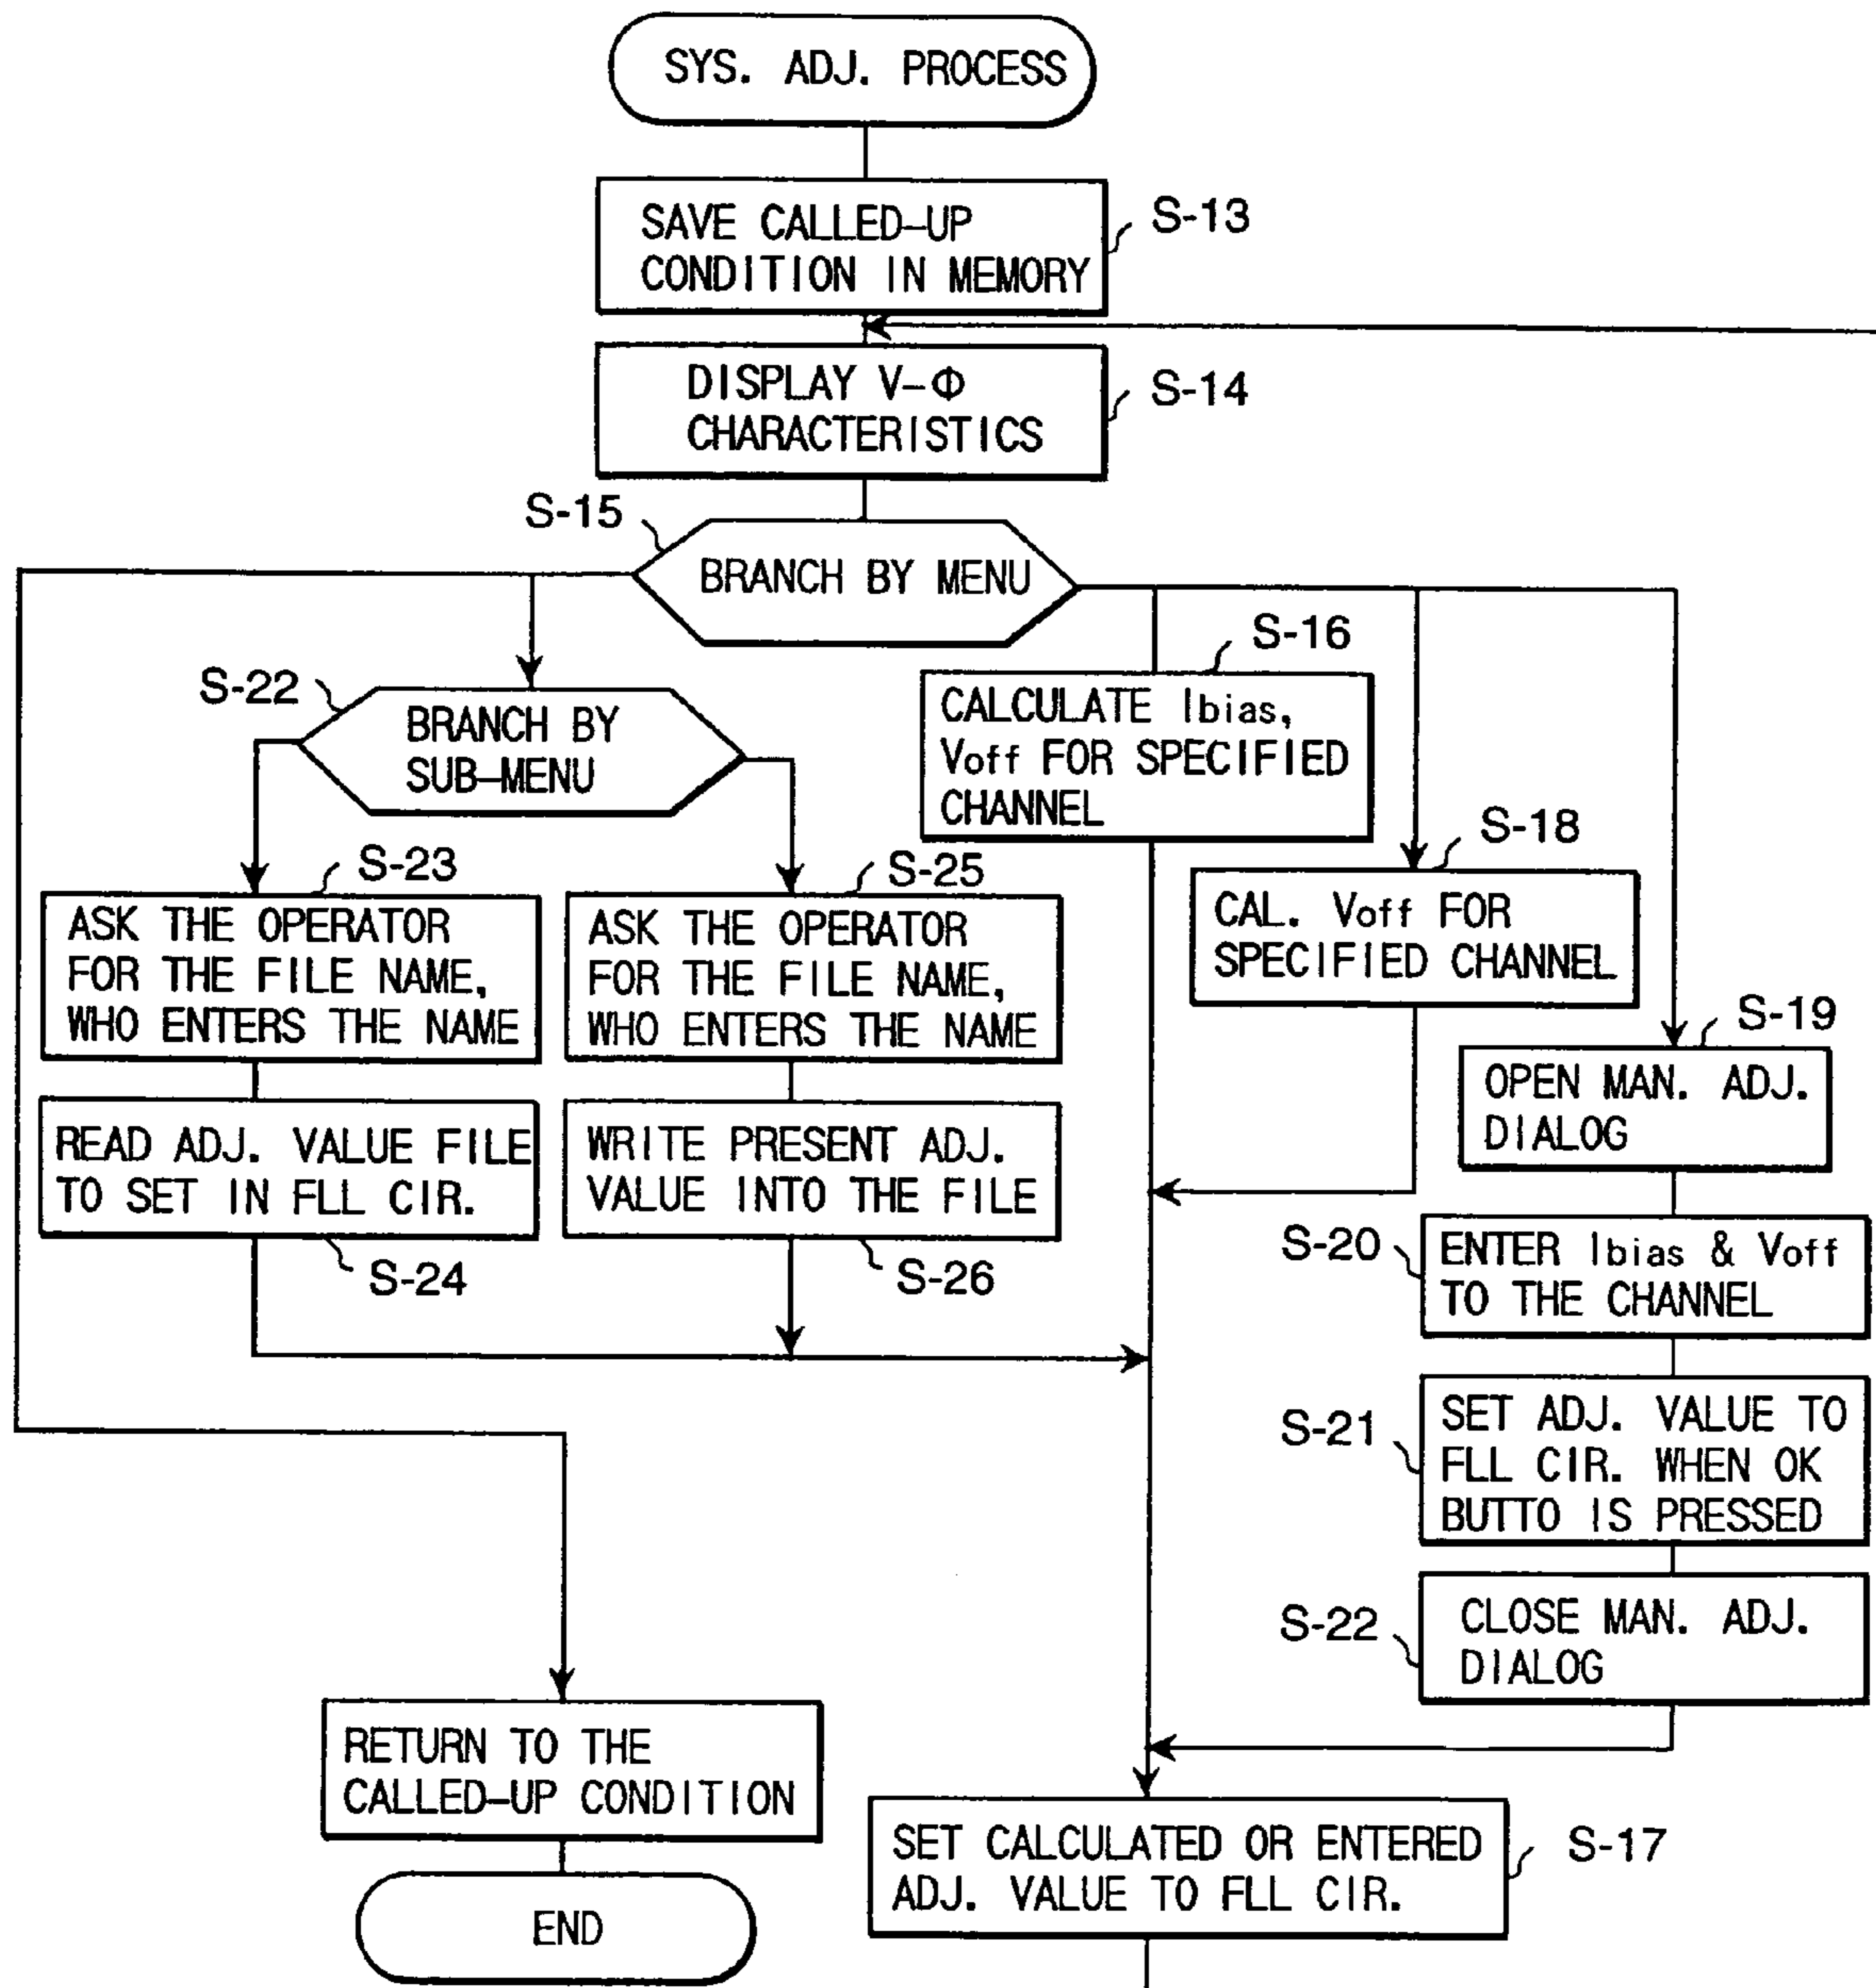 SYS. ADJ. PROCESS
SAVE CALLED-UP
CONDITION IN MEMORY
S-13
DISPLAY V-Φ
CHARACTERISTICS
S-14
S-15
BRANCH BY MENU
S-22
BRANCH BY
SUB-MENU
S-16
CALCULATE Ibias,
Voff FOR SPECIFIED
CHANNEL
S-18
CAL. Voff FOR
SPECIFIED CHANNEL
S-23
ASK THE OPERATOR
FOR THE FILE NAME,
WHO ENTERS THE NAME
S-25
ASK THE OPERATOR
FOR THE FILE NAME,
WHO ENTERS THE NAME
S-19
OPEN MAN. ADJ.
DIALOG
READ ADJ. VALUE FILE
TO SET IN FLL CIR.
S-24
WRITE PRESENT ADJ.
VALUE INTO THE FILE
S-26
S-20
ENTER Ibias & Voff
TO THE CHANNEL
S-21
SET ADJ. VALUE TO
FLL CIR. WHEN OK
BUTTO IS PRESSED
S-22
CLOSE MAN. ADJ.
DIALOG
RETURN TO THE
CALLED-UP CONDITION
SET CALCULATED OR ENTERED
ADJ. VALUE TO FLL CIR.
S-17
END